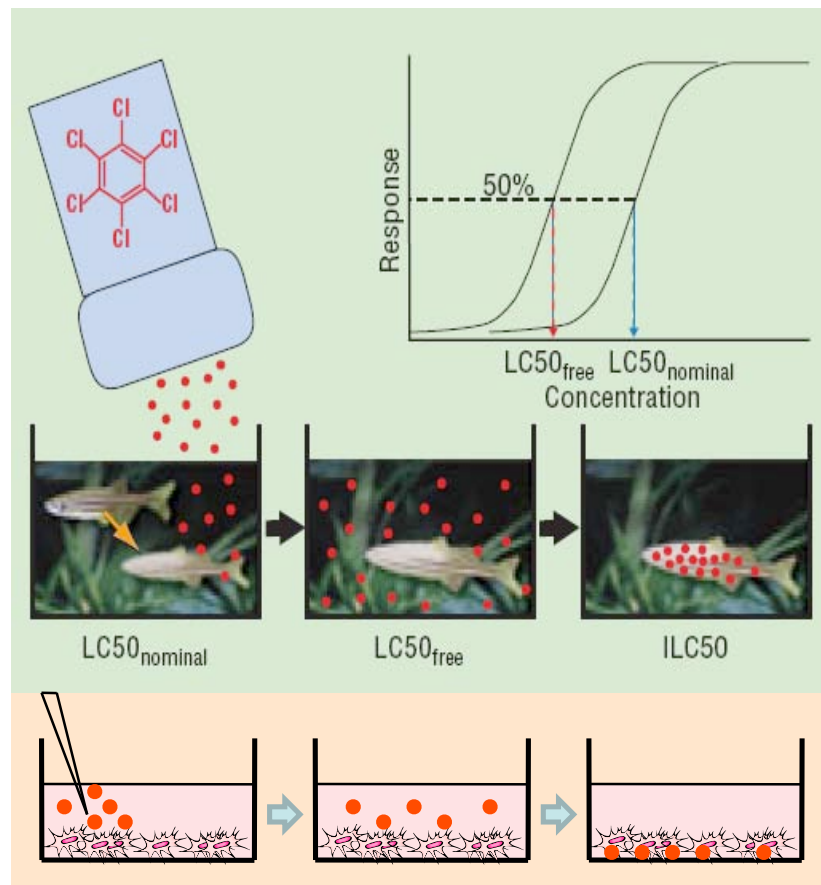 Cl
Cl Cl
Cl Cl
Cl
Response
50%
LC50free LC50nominal
Concentration
LC50nominal LC50free ILC50